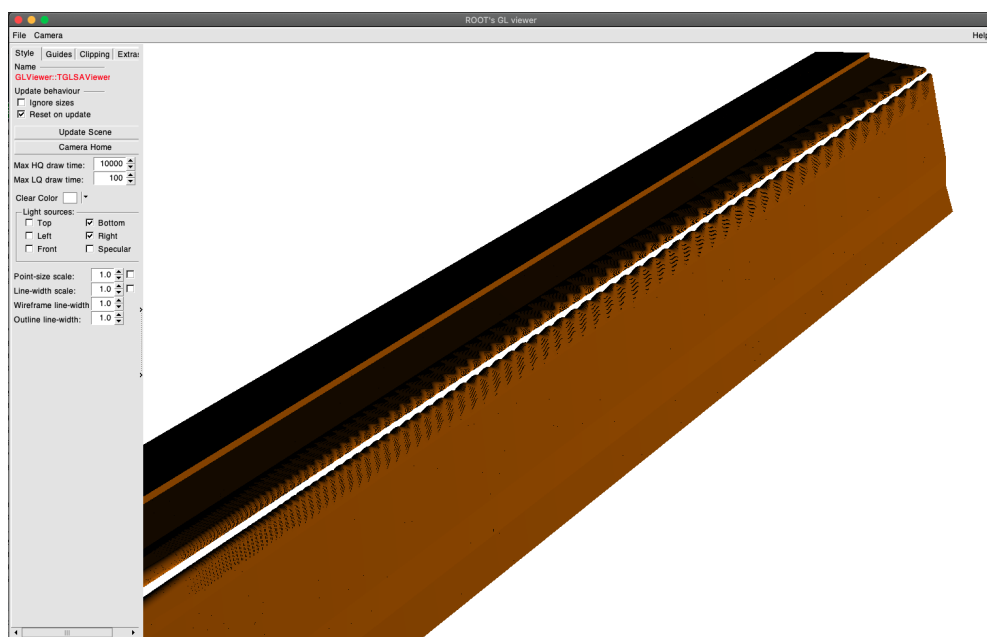 ROOT's GL viewer
File Camera Help
Style Guides Clipping Extra
Name
GLViewer::TGLSAViewer
Update behaviour
Ignore sizes
Reset on update
Update Scene
Camera Home
Max HQ draw time: 10000
Max LQ draw time: 100
Clear Color
Light sources:
Top Bottom
Left Right
Front Specular
Point-size scale: 1.0
Line-width scale: 1.0
Wireframe line-width 1.0
Outline line-width: 1.0